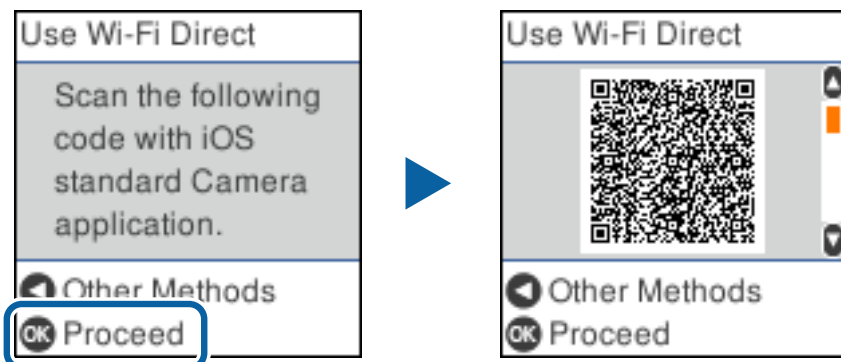 Use Wi-Fi Direct
Scan the following
code with iOS
standard Camera
application.
Other Methods
OK Proceed
Use Wi-Fi Direct
Other Methods
OK Proceed